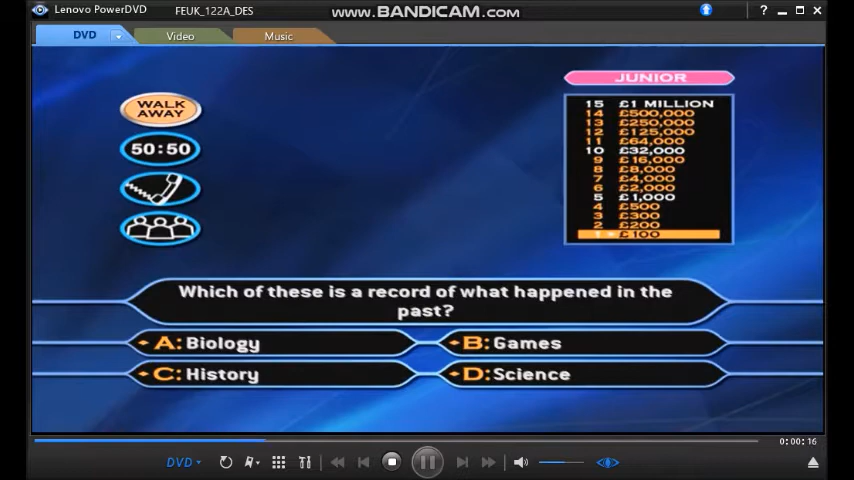 Lenovo PowerDVD
FEUK_122A_DES
www.BANDICAM.com
?
DVD
Video
Music
JUNIOR
WALK
AWAY
50:50
15 £1 MILLION
14 £500,000
13 £250,000
12 £125,000
11 £64,000
10 £32,000
9 £16,000
8 £8,000
7 £4,000
6 £2,000
5 £1,000
4 £500
3 £300
2 £200
1 £100
Which of these is a record of what happened in the
past?
A: Biology
B: Games
C: History
D: Science
0:00:16
DVD